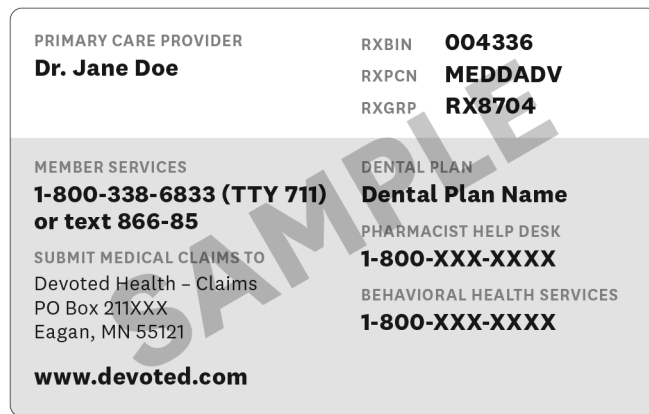 PRIMARY CARE PROVIDER
Dr. Jane Doe
RXBIN 004336
RXPCN MEDDADV
RXGRP RX8704
MEMBER SERVICES
1-800-338-6833 (TTY 711)
or text 866-85
SUBMIT MEDICAL CLAIMS TO
Devoted Health – Claims
PO Box 211XXX
Eagan, MN 55121
www.devoted.com
DENTAL PLAN
Dental Plan Name
PHARMACIST HELP DESK
1-800-XXX-XXXX
BEHAVIORAL HEALTH SERVICES
1-800-XXX-XXXX
SAMPLE